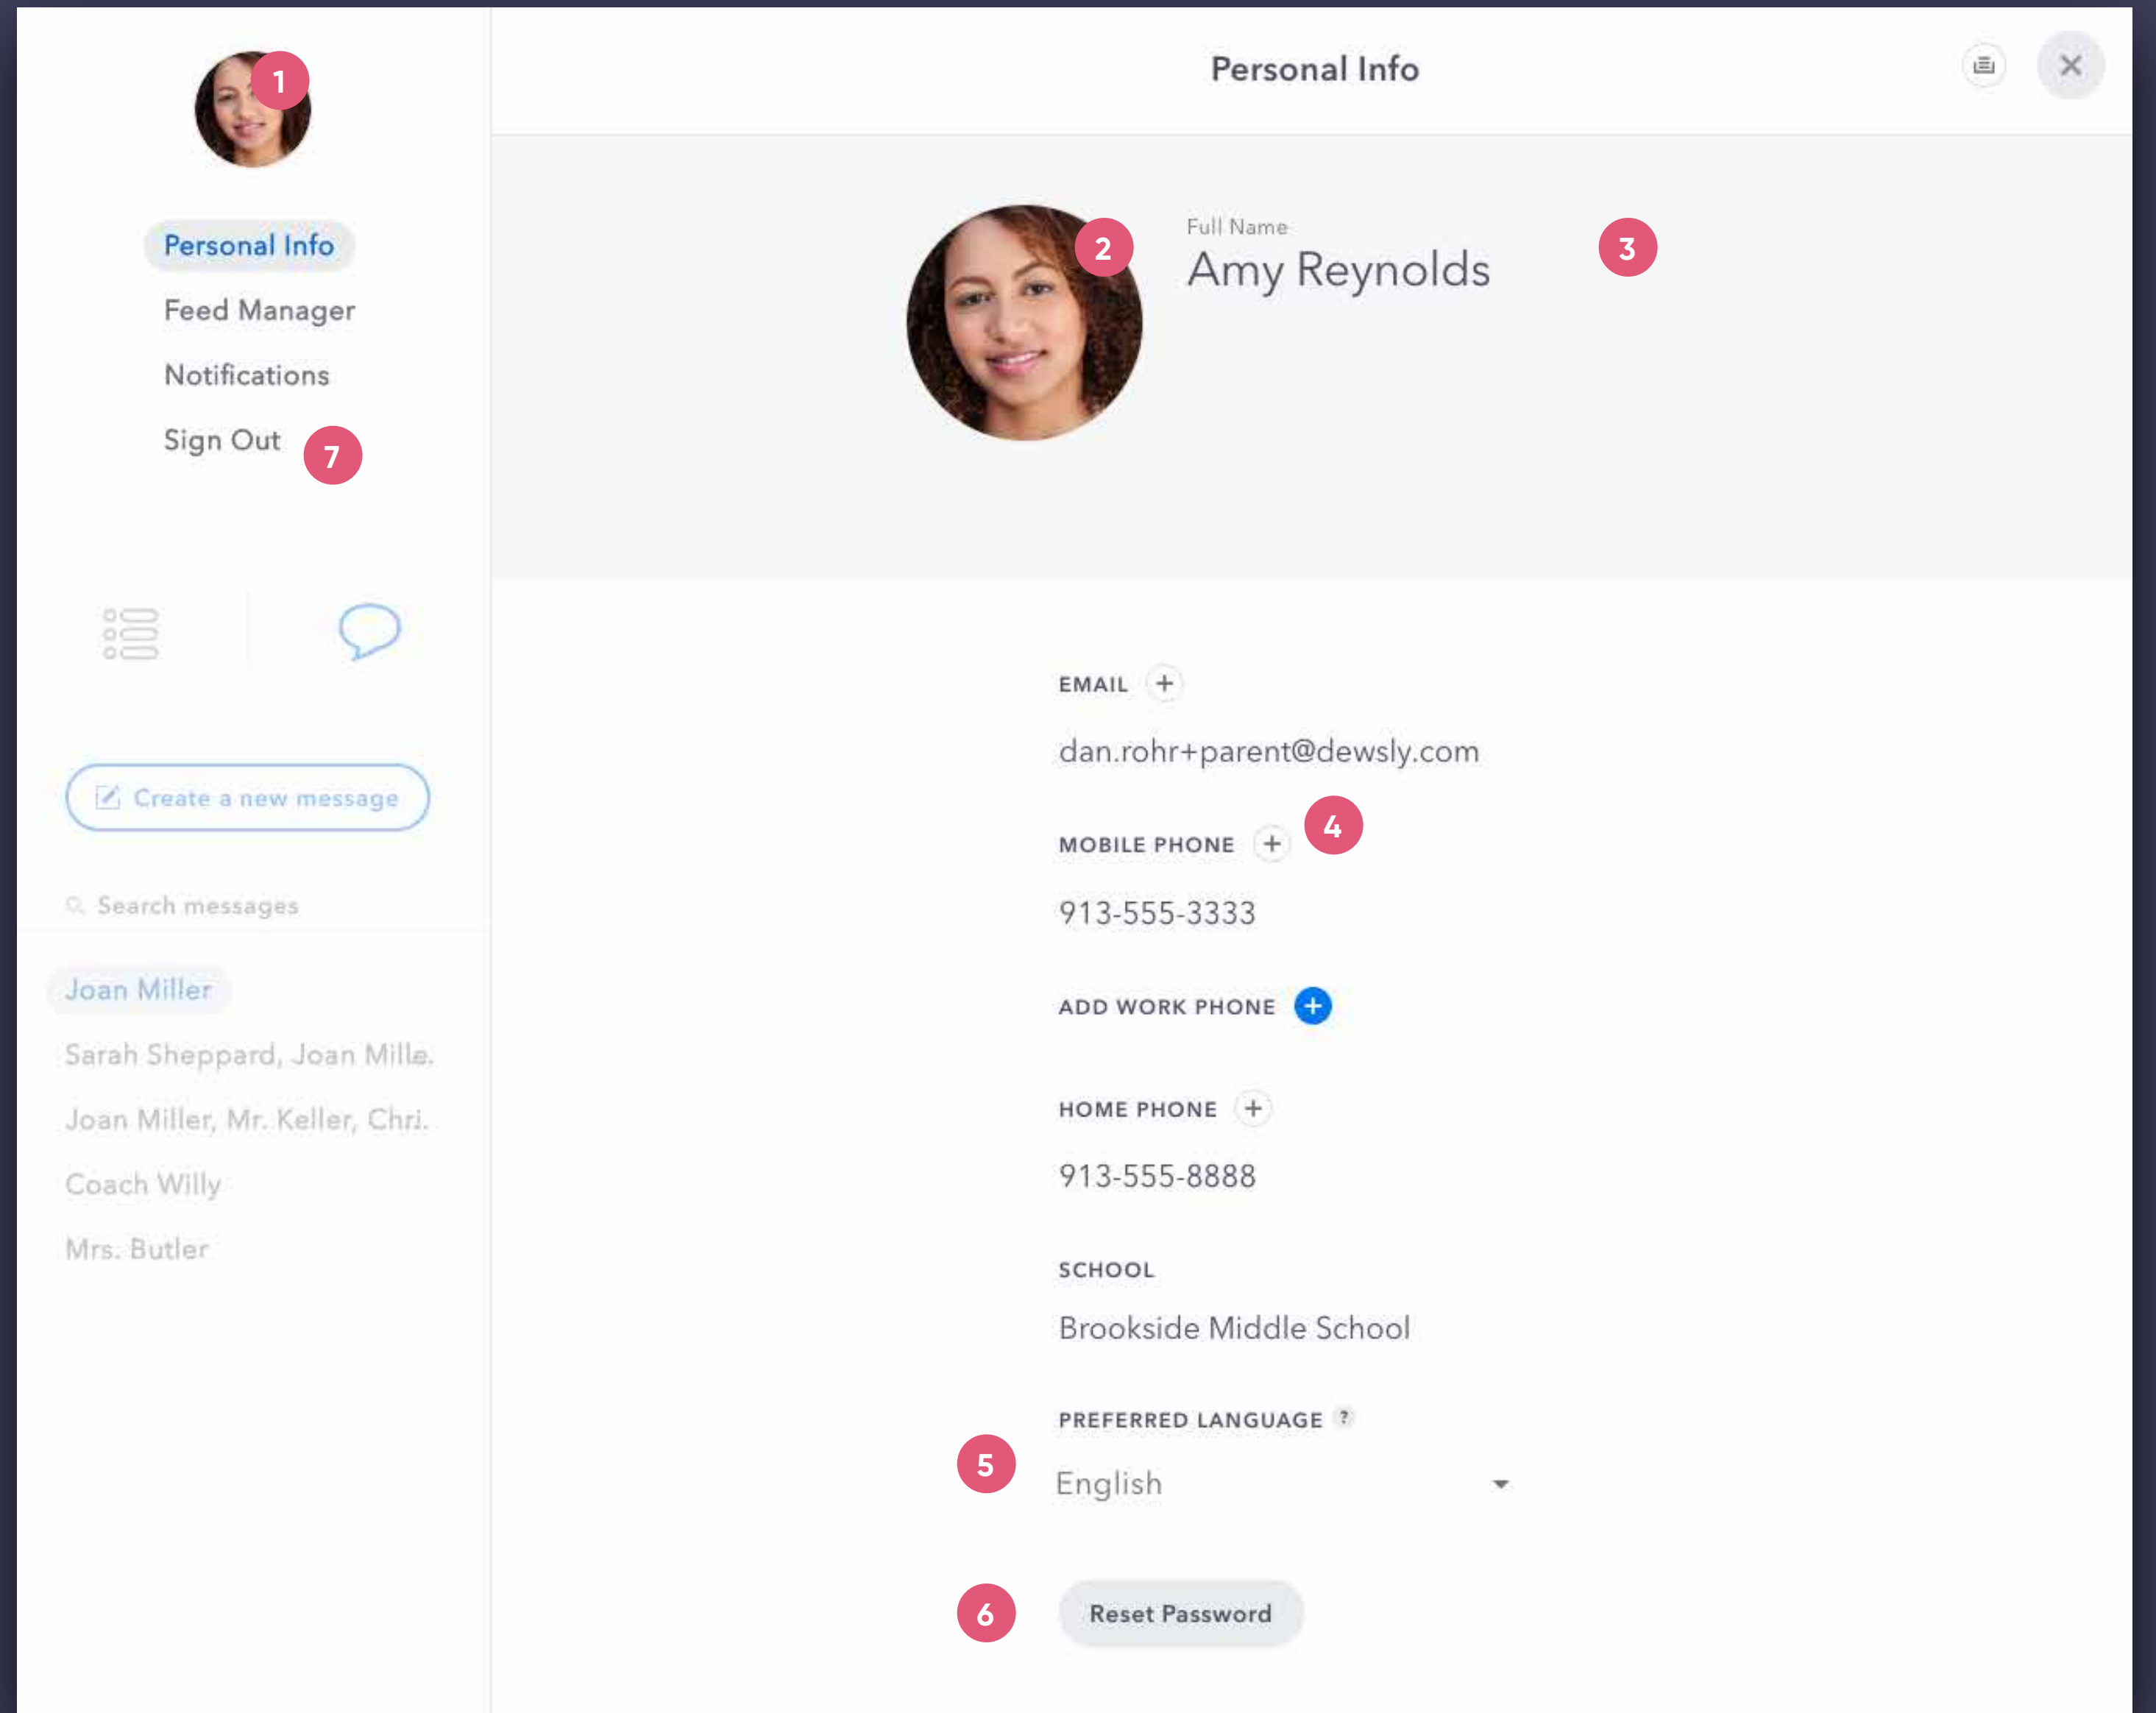 1
Personal Info
Feed Manager
Notifications
Sign Out
7
Create a new message
Search messages
Joan Miller
Sarah Sheppard, Joan Mille.
Joan Miller, Mr. Keller, Chri.
Coach Willy
Mrs. Butler
Personal Info
2
Full Name
Amy Reynolds
3
EMAIL +
dan.rohr+parent@dewsly.com
4
MOBILE PHONE +
913-555-3333
ADD WORK PHONE +
HOME PHONE +
913-555-8888
SCHOOL
Brookside Middle School
PREFERRED LANGUAGE ?
5
English
6
Reset Password